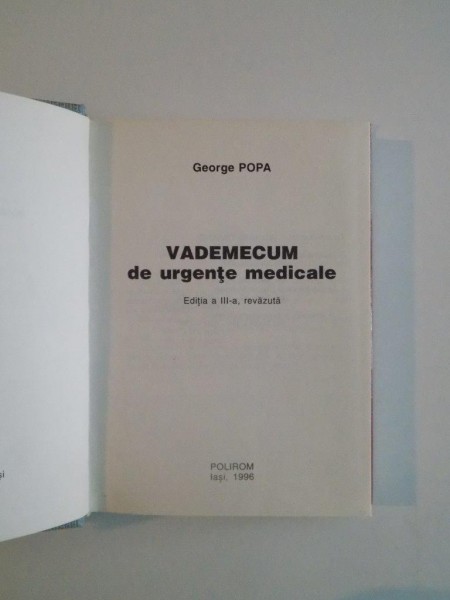 George POPA
VADEMECUM
de urgenţe medicale
Ediţia a III-a, revăzută
POLIROM
Iaşi, 1996